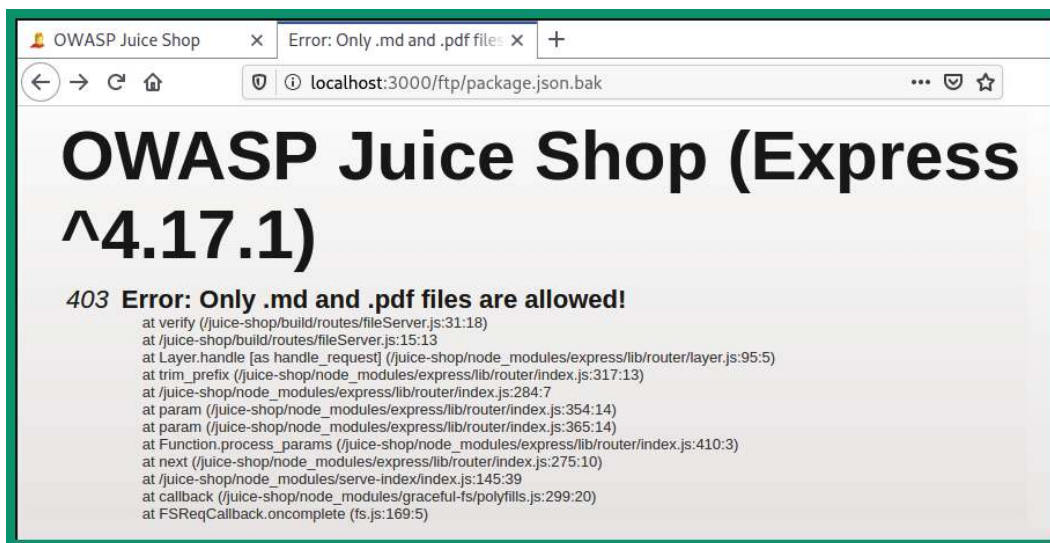 OWASP Juice Shop
Error: Only .md and .pdf files
localhost:3000/ftp/package.json.bak
OWASP Juice Shop (Express
^4.17.1)
403 Error: Only .md and .pdf files are allowed!
at verify (/juice-shop/build/routes/fileServer.js:31:18)
at /juice-shop/build/routes/fileServer.js:15:13
at Layer.handle [as handle_request] (/juice-shop/node_modules/express/lib/router/layer.js:95:5)
at trim_prefix (/juice-shop/node_modules/express/lib/router/index.js:317:13)
at /juice-shop/node_modules/express/lib/router/index.js:284:7
at param (/juice-shop/node_modules/express/lib/router/index.js:354:14)
at param (/juice-shop/node_modules/express/lib/router/index.js:365:14)
at Function.process_params (/juice-shop/node_modules/express/lib/router/index.js:410:3)
at next (/juice-shop/node_modules/express/lib/router/index.js:275:10)
at /juice-shop/node_modules/serve-index/index.js:145:39
at callback (/juice-shop/node_modules/graceful-fs/polyfills.js:299:20)
at FSReqCallback.oncomplete (fs.js:169:5)